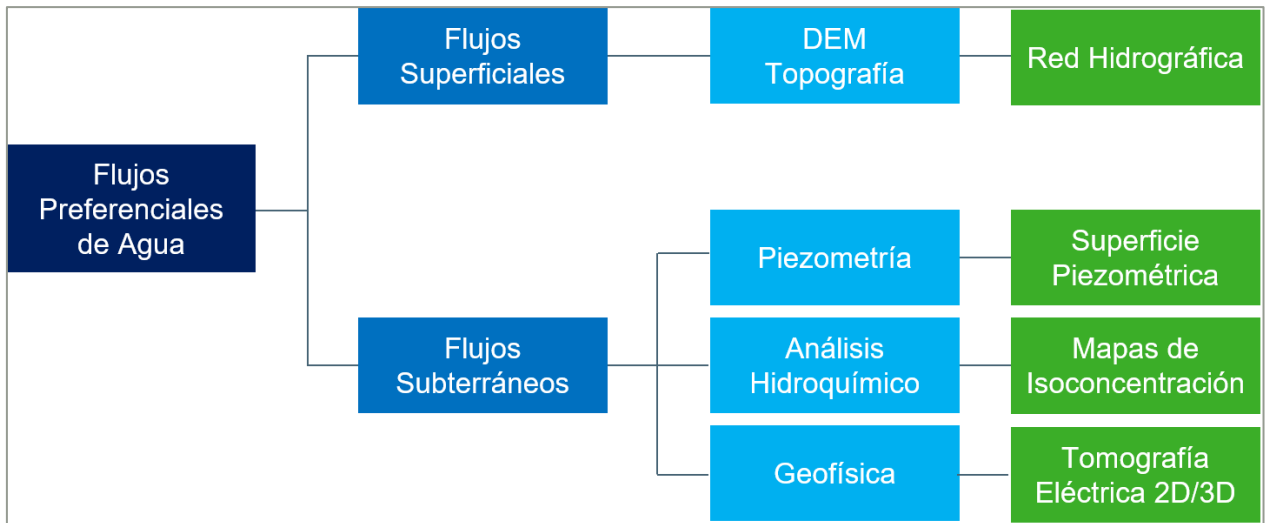 Flujos
Preferenciales
de Agua
Flujos
Superficiales
DEM
Topografía
Red Hidrográfica
Flujos
Subterráneos
Piezometría
Superficie
Piezométrica
Análisis
Hidroquímico
Mapas de
Isoconcentración
Geofísica
Tomografía
Eléctrica 2D/3D